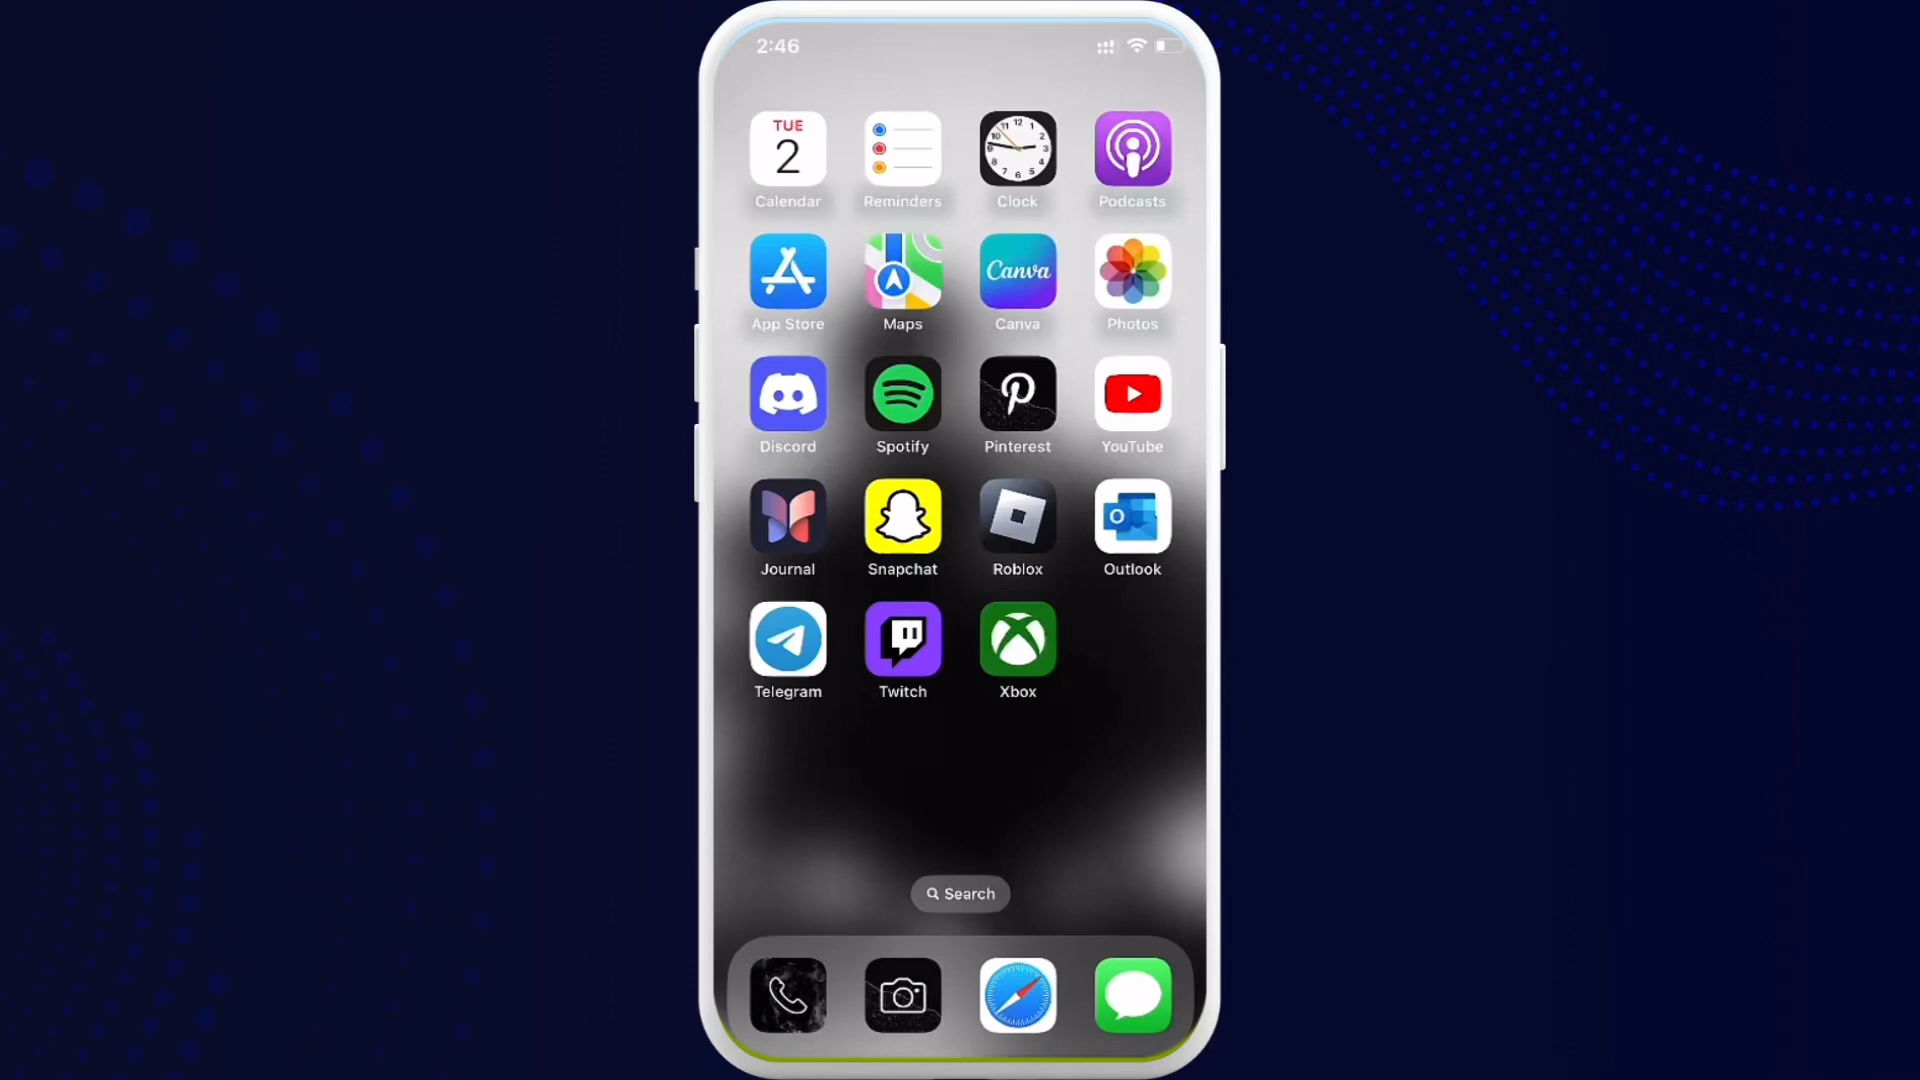 2:46
TUE
2
Calendar Reminders Clock Podcasts
Canva
App Store Maps Canva Photos
Discord Spotify Pinterest YouTube
Journal Snapchat Roblox Outlook
Telegram Twitch Xbox
Search